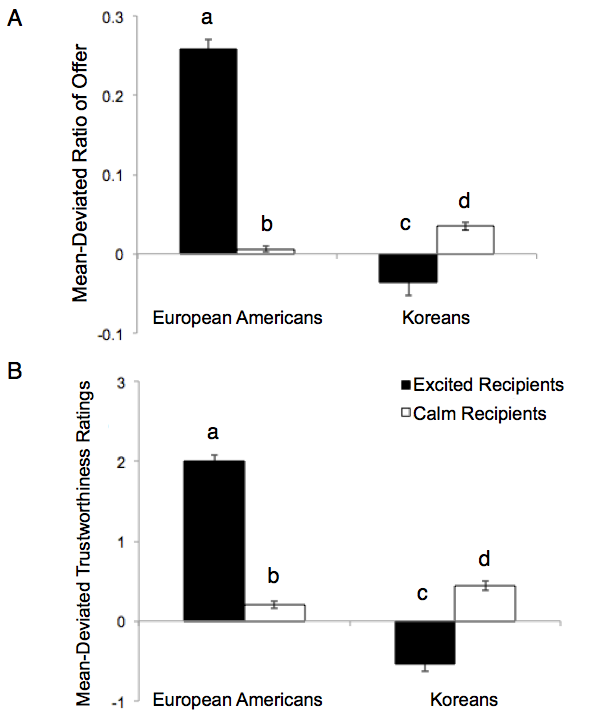 A
Mean-Deviated Ratio of Offer
0.3
0.2
0.1
0
-0.1
a
b
c
d
European Americans
Koreans
B
Mean-Deviated Trustworthiness Ratings
3
2
1
0
-1
Excited Recipients
Calm Recipients
a
b
c
d
European Americans
Koreans